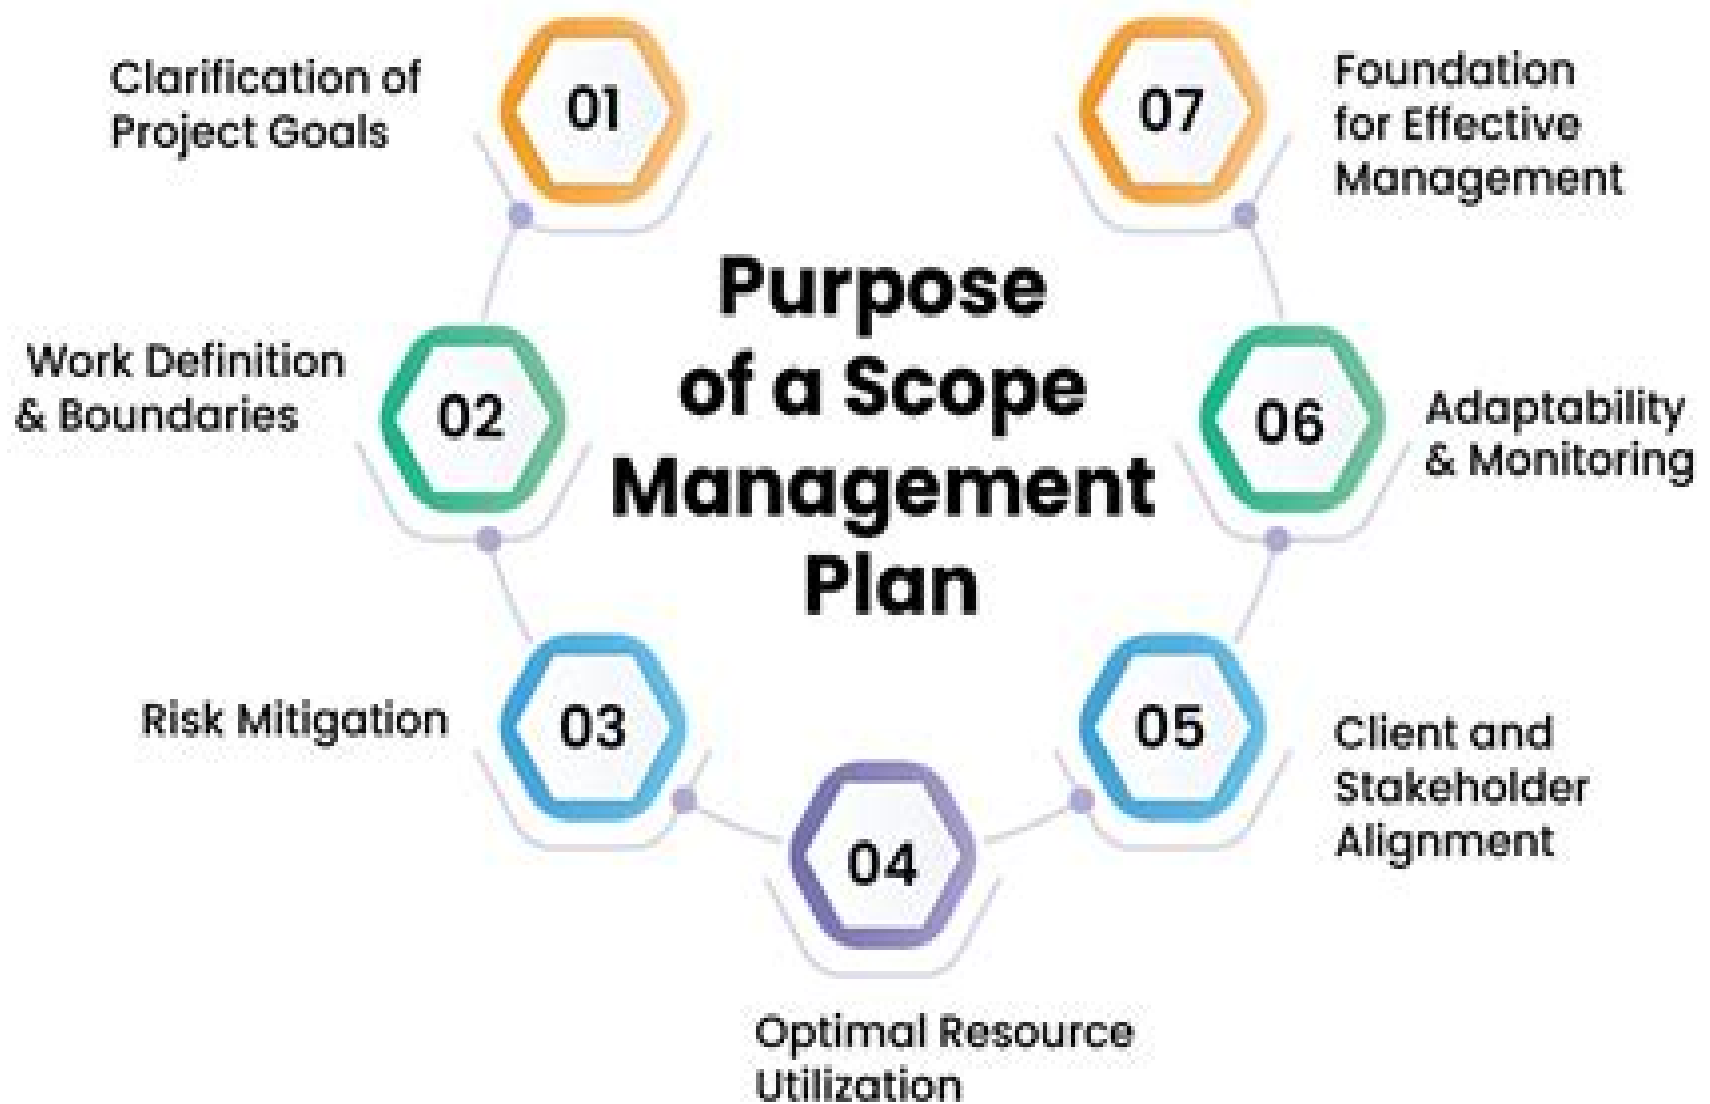 Purpose
of a Scope
Management
Plan
01
Clarification of
Project Goals
02
Work Definition
& Boundaries
03
Risk Mitigation
04
Optimal Resource
Utilization
05
Client and
Stakeholder
Alignment
06
Adaptability
& Monitoring
07
Foundation
for Effective
Management